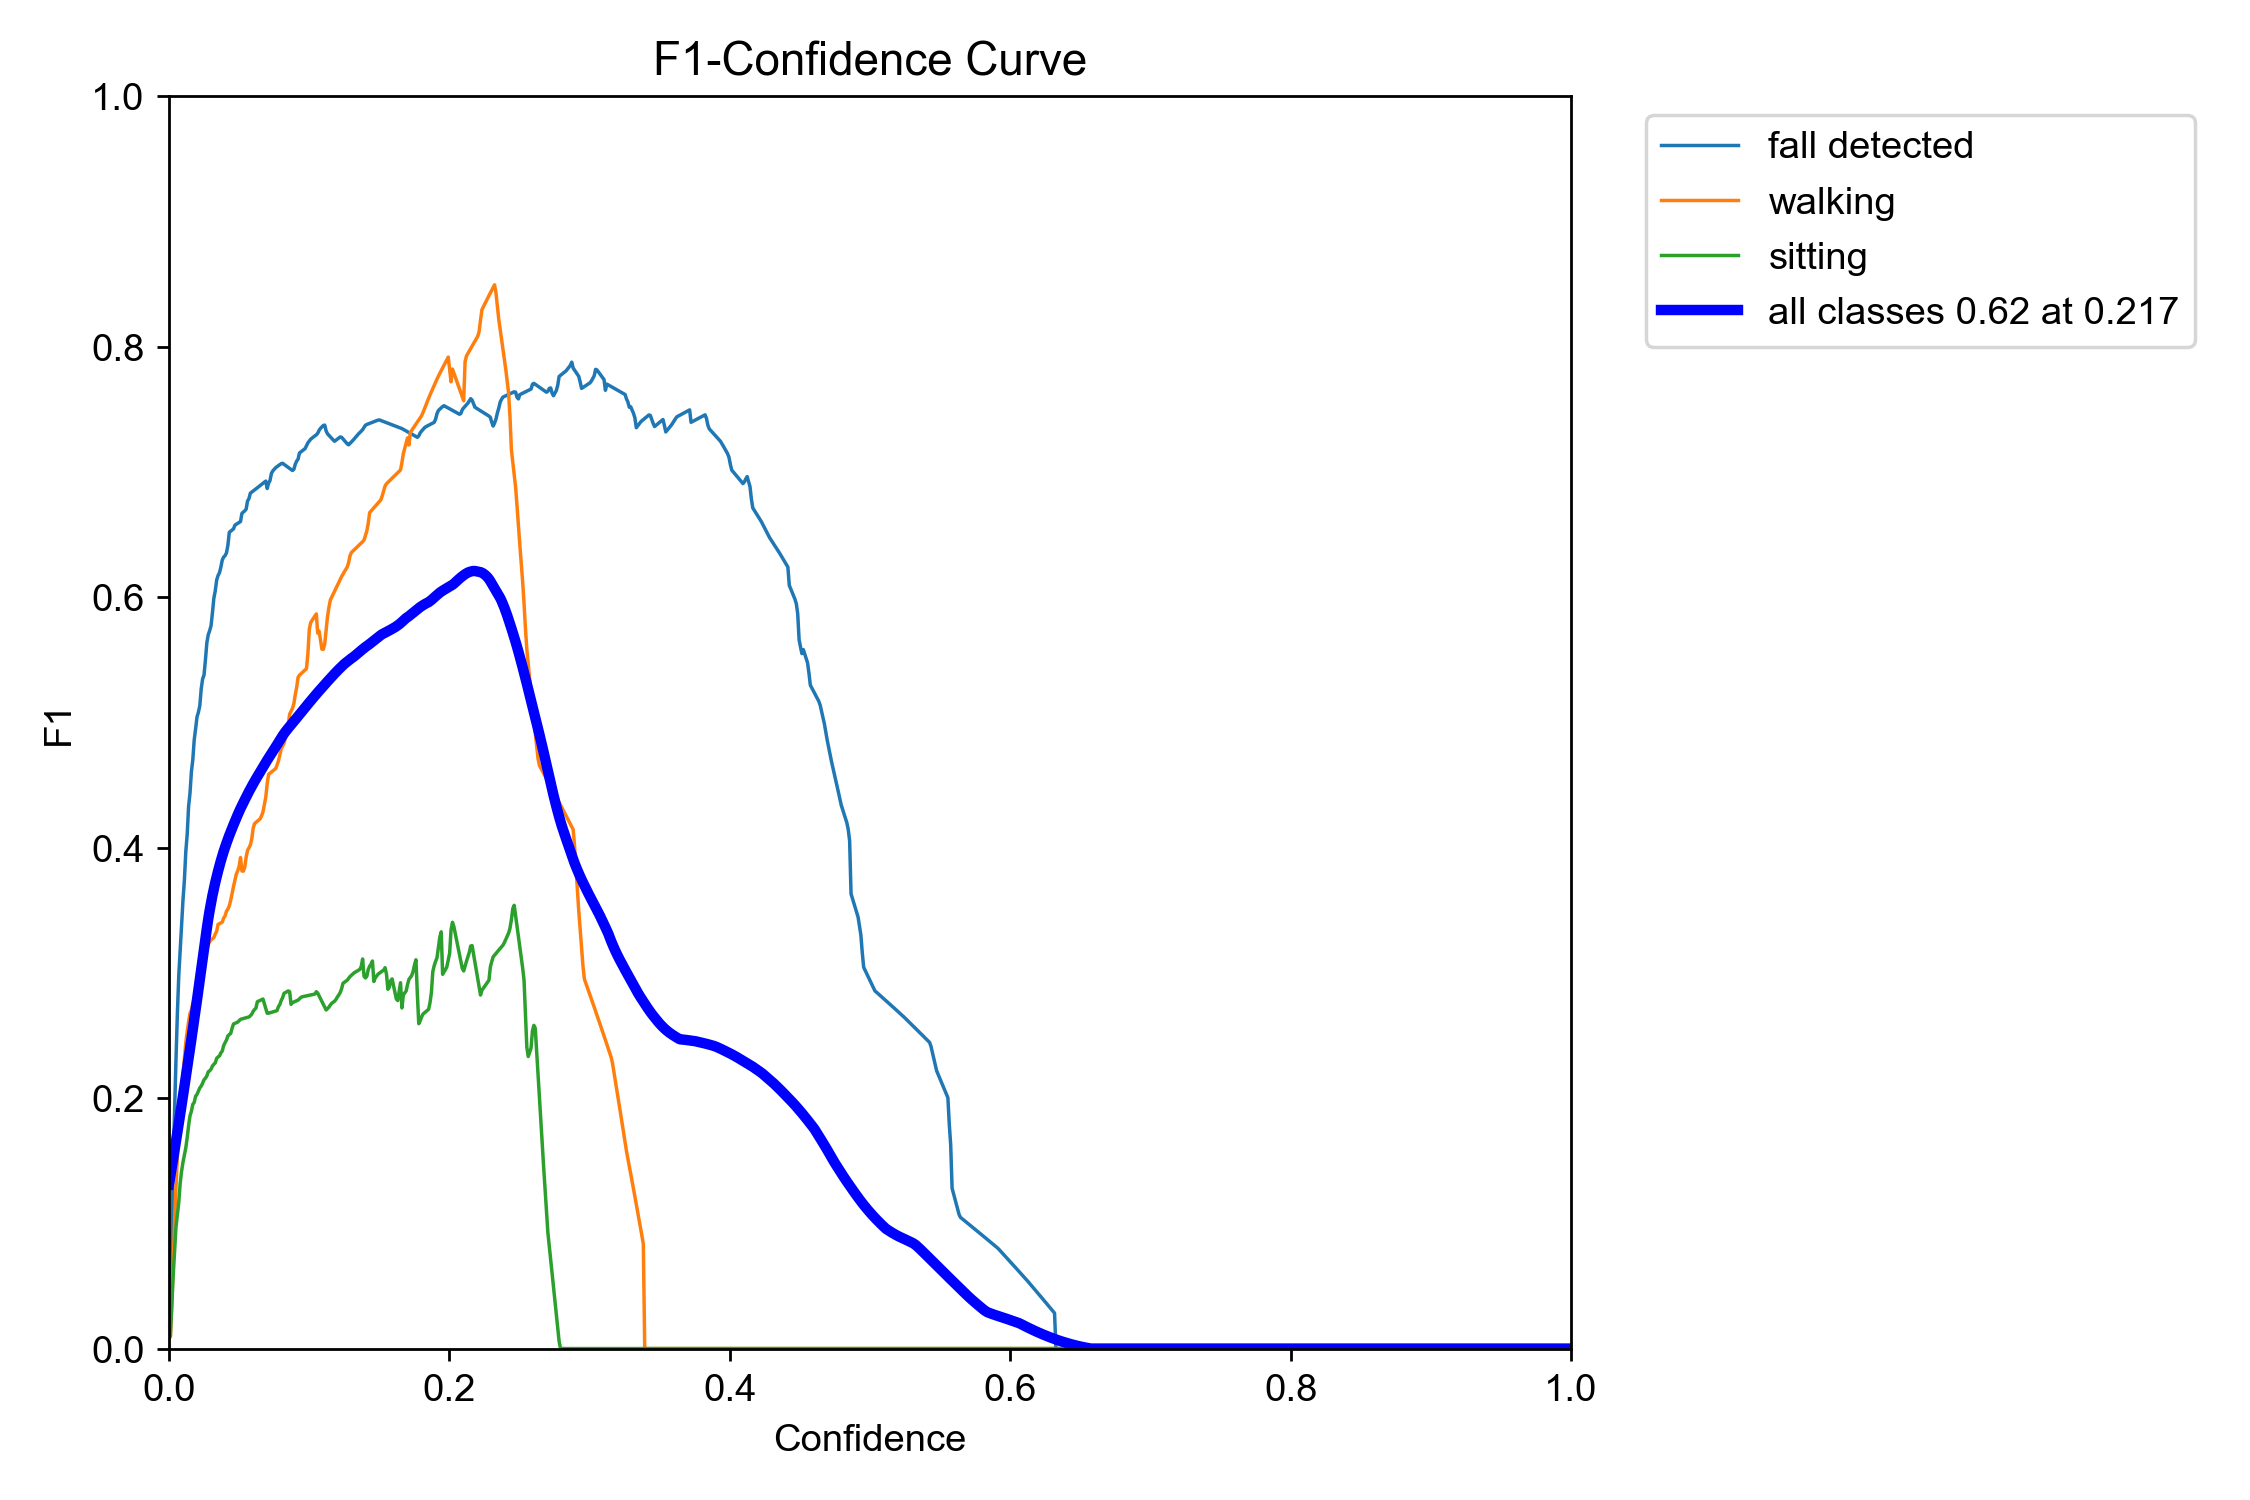 F1-Confidence Curve
1.0
0.8
0.6
0.4
0.2
0.0
F1
0.0 0.2 0.4 0.6 0.8 1.0
Confidence
fall detected
walking
sitting
all classes 0.62 at 0.217